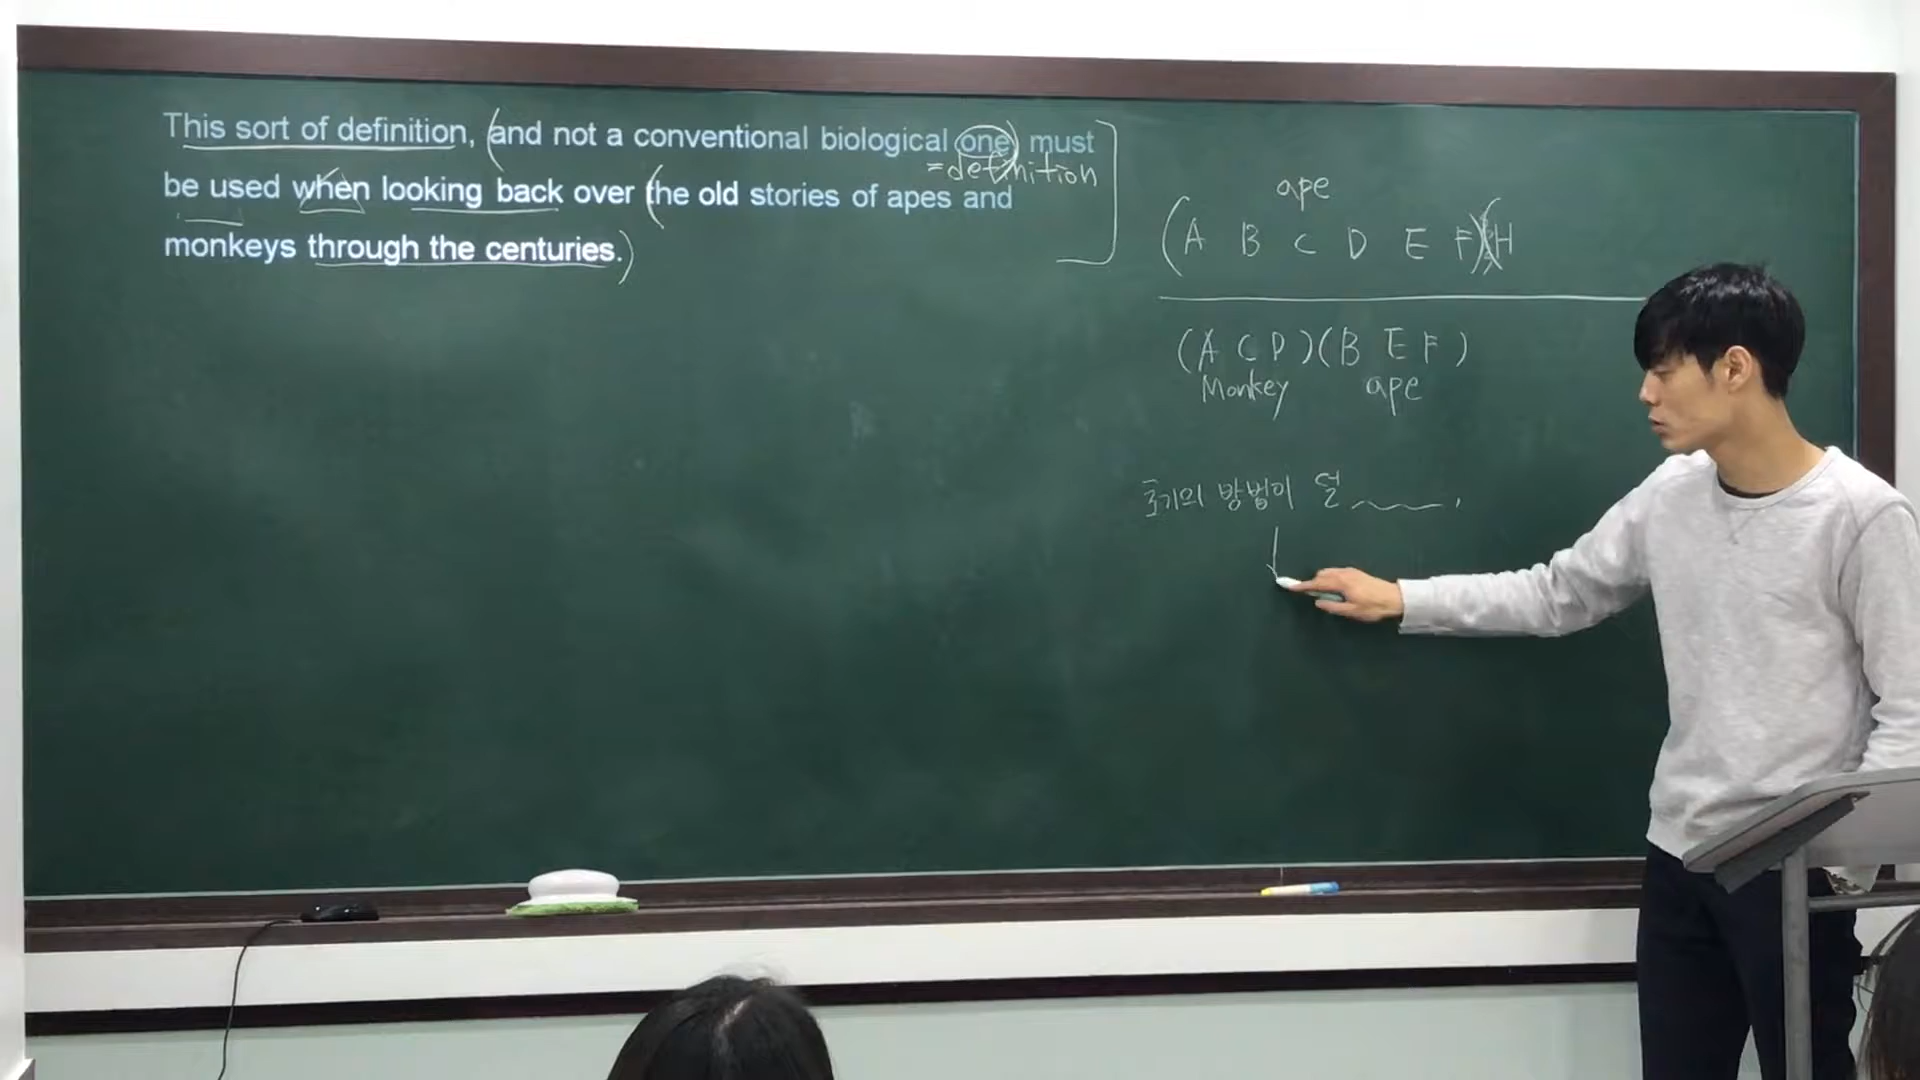 This sort of definition, (and not a conventional biological one) must
= definition
be used when looking back over (the old stories of apes and
monkeys through the centuries.)
ape
(A B C D E F)(H
(A C D)(B E F)
Monkey ape
초기의 방법이 덜